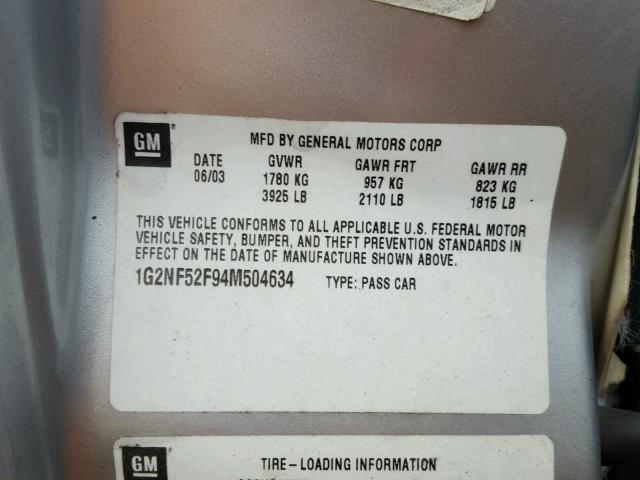 GM MFD BY GENERAL MOTORS CORP
DATE GVWR GAWR FRT GAWR RR
06/03 1780 KG 957 KG 823 KG
3925 LB 2110 LB 1815 LB
THIS VEHICLE CONFORMS TO ALL APPLICABLE U.S. FEDERAL MOTOR
VEHICLE SAFETY, BUMPER, AND THEFT PREVENTION STANDARDS IN
EFFECT ON THE DATE OF MANUFACTURE SHOWN ABOVE.
1G2NF52F94M504634 TYPE: PASS CAR
GM TIRE-LOADING INFORMATION